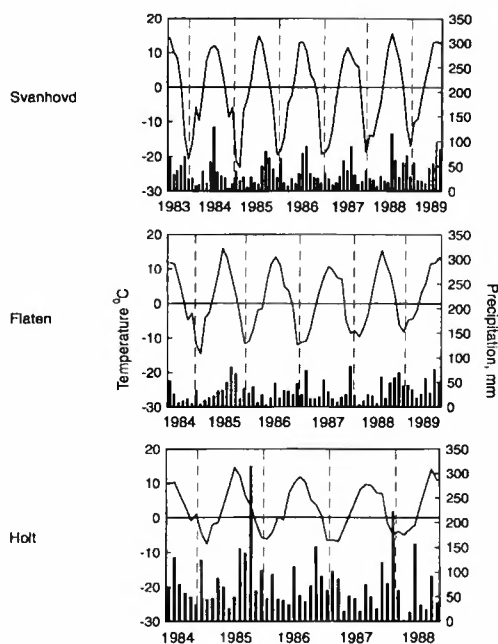 20 350
10 300
Svanhovd 0 250
200
-10 150
-20 100
50
-30 0
1983 1984 1985 1986 1987 1988 1989
20 350
10 300
250
Flaten 0 200
-10 150
100
-20 50
-30 0
1984 1985 1986 1987 1988 1989
Temperature °C
Precipitation, mm
20 350
10 300
250
Holt 0 200
-10 150
-20 100
50
-30 0
1984 1985 1986 1987 1988